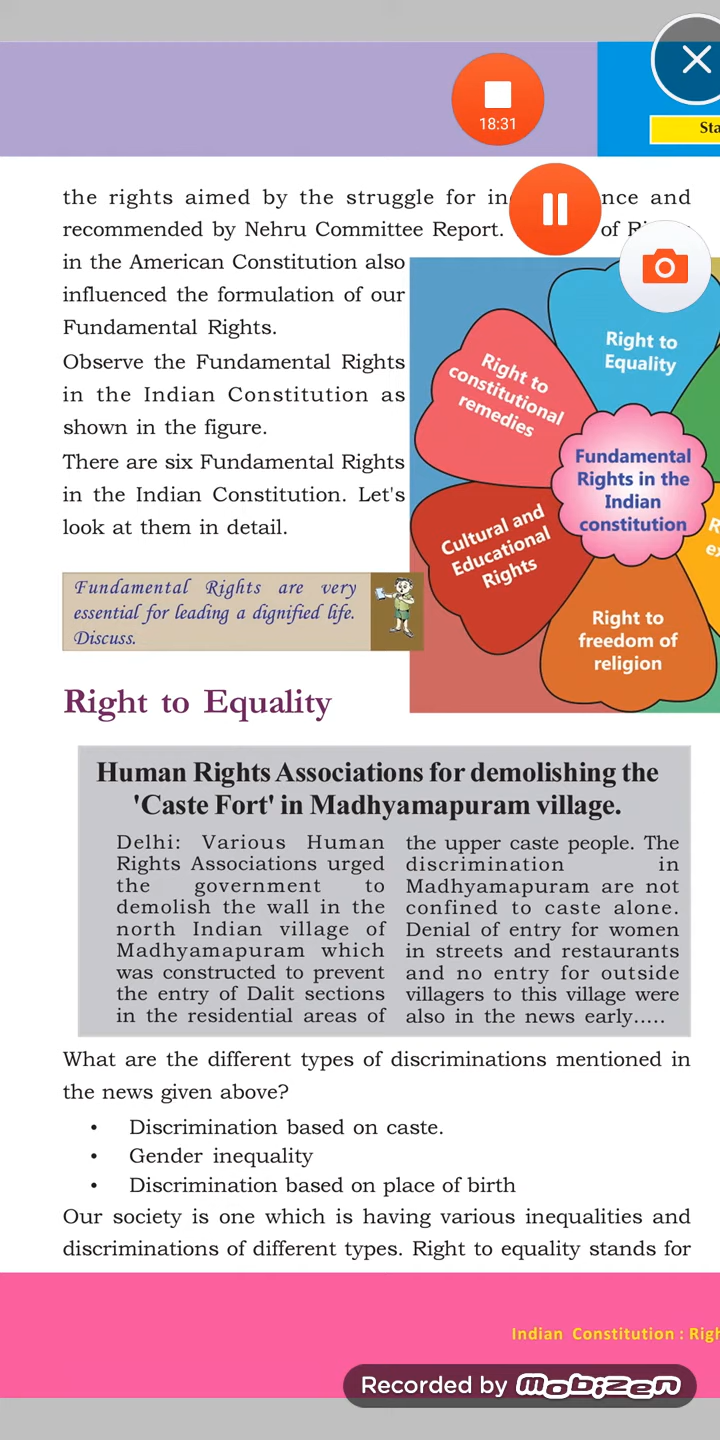 18:31
Sta
the rights aimed by the struggle for in nce and
recommended by Nehru Committee Report. of Ri
in the American Constitution also
influenced the formulation of our
Fundamental Rights.
Observe the Fundamental Rights
in the Indian Constitution as
shown in the figure.
There are six Fundamental Rights
in the Indian Constitution. Let's
look at them in detail.
Right to
Equality
Right to
constitutional
remedies
Fundamental
Rights in the
Indian
constitution
Cultural and
Educational
Rights
R
ex
Right to
freedom of
religion
Fundamental Rights are very
essential for leading a dignified life.
Discuss.
Right to Equality
Human Rights Associations for demolishing the
'Caste Fort' in Madhyamapuram village.
Delhi: Various Human
Rights Associations urged
the government to
demolish the wall in the
north Indian village of
Madhyamapuram which
was constructed to prevent
the entry of Dalit sections
in the residential areas of
the upper caste people. The
discrimination in
Madhyamapuram are not
confined to caste alone.
Denial of entry for women
in streets and restaurants
and no entry for outside
villagers to this village were
also in the news early.....
What are the different types of discriminations mentioned in
the news given above?
• Discrimination based on caste.
• Gender inequality
• Discrimination based on place of birth
Our society is one which is having various inequalities and
discriminations of different types. Right to equality stands for
Indian Constitution : Righ
Recorded by mobizen